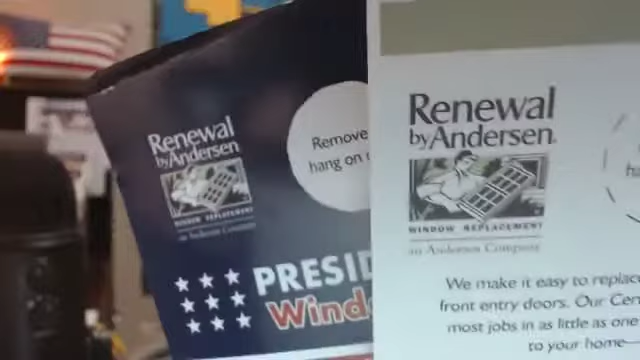 Renewal
by Andersen
WINDOW REPLACEMENT
an Andersen Company
Remove
hang on
PRESID
Wind
Renewal
by Andersen.
WINDOW REPLACEMENT
an Andersen Company
ha
We make it easy to replac
front entry doors. Our Cer
most jobs in as little as one
to your home—